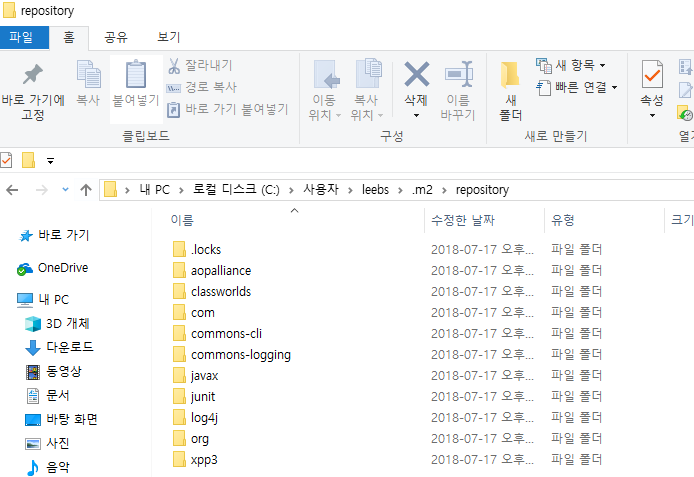 repository
파일 홈 공유 보기
바로 가기에 고정
복사
붙여넣기
잘라내기
경로 복사
바로 가기 붙여넣기
클립보드
이동 위치
복사 위치
삭제
이름 바꾸기
구성
새 폴더
새 항목
빠른 연결
새로 만들기
속성
내 PC > 로컬 디스크 (C:) > 사용자 > leebs > .m2 > repository
바로 가기
OneDrive
내 PC
3D 개체
다운로드
동영상
문서
바탕 화면
사진
음악
이름 수정한 날짜 유형 크기
.locks 2018-07-17 오후... 파일 폴더
aopalliance 2018-07-17 오후... 파일 폴더
classworlds 2018-07-17 오후... 파일 폴더
com 2018-07-17 오후... 파일 폴더
commons-cli 2018-07-17 오후... 파일 폴더
commons-logging 2018-07-17 오후... 파일 폴더
javax 2018-07-17 오후... 파일 폴더
junit 2018-07-17 오후... 파일 폴더
log4j 2018-07-17 오후... 파일 폴더
org 2018-07-17 오후... 파일 폴더
xpp3 2018-07-17 오후... 파일 폴더